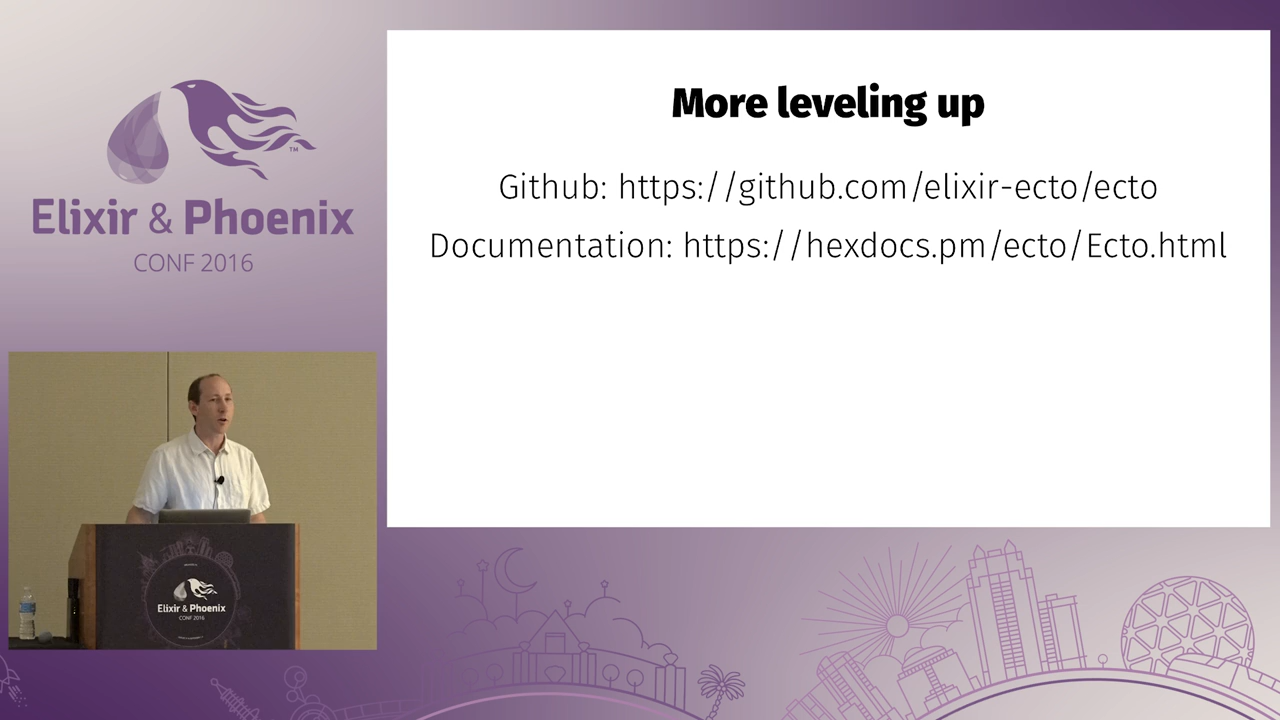 Elixir & Phoenix
TM
CONF 2016
More leveling up
Github: https://github.com/elixir-ecto/ecto
Documentation: https://hexdocs.pm/ecto/Ecto.html
Elixir & Phoenix
CONF 2016